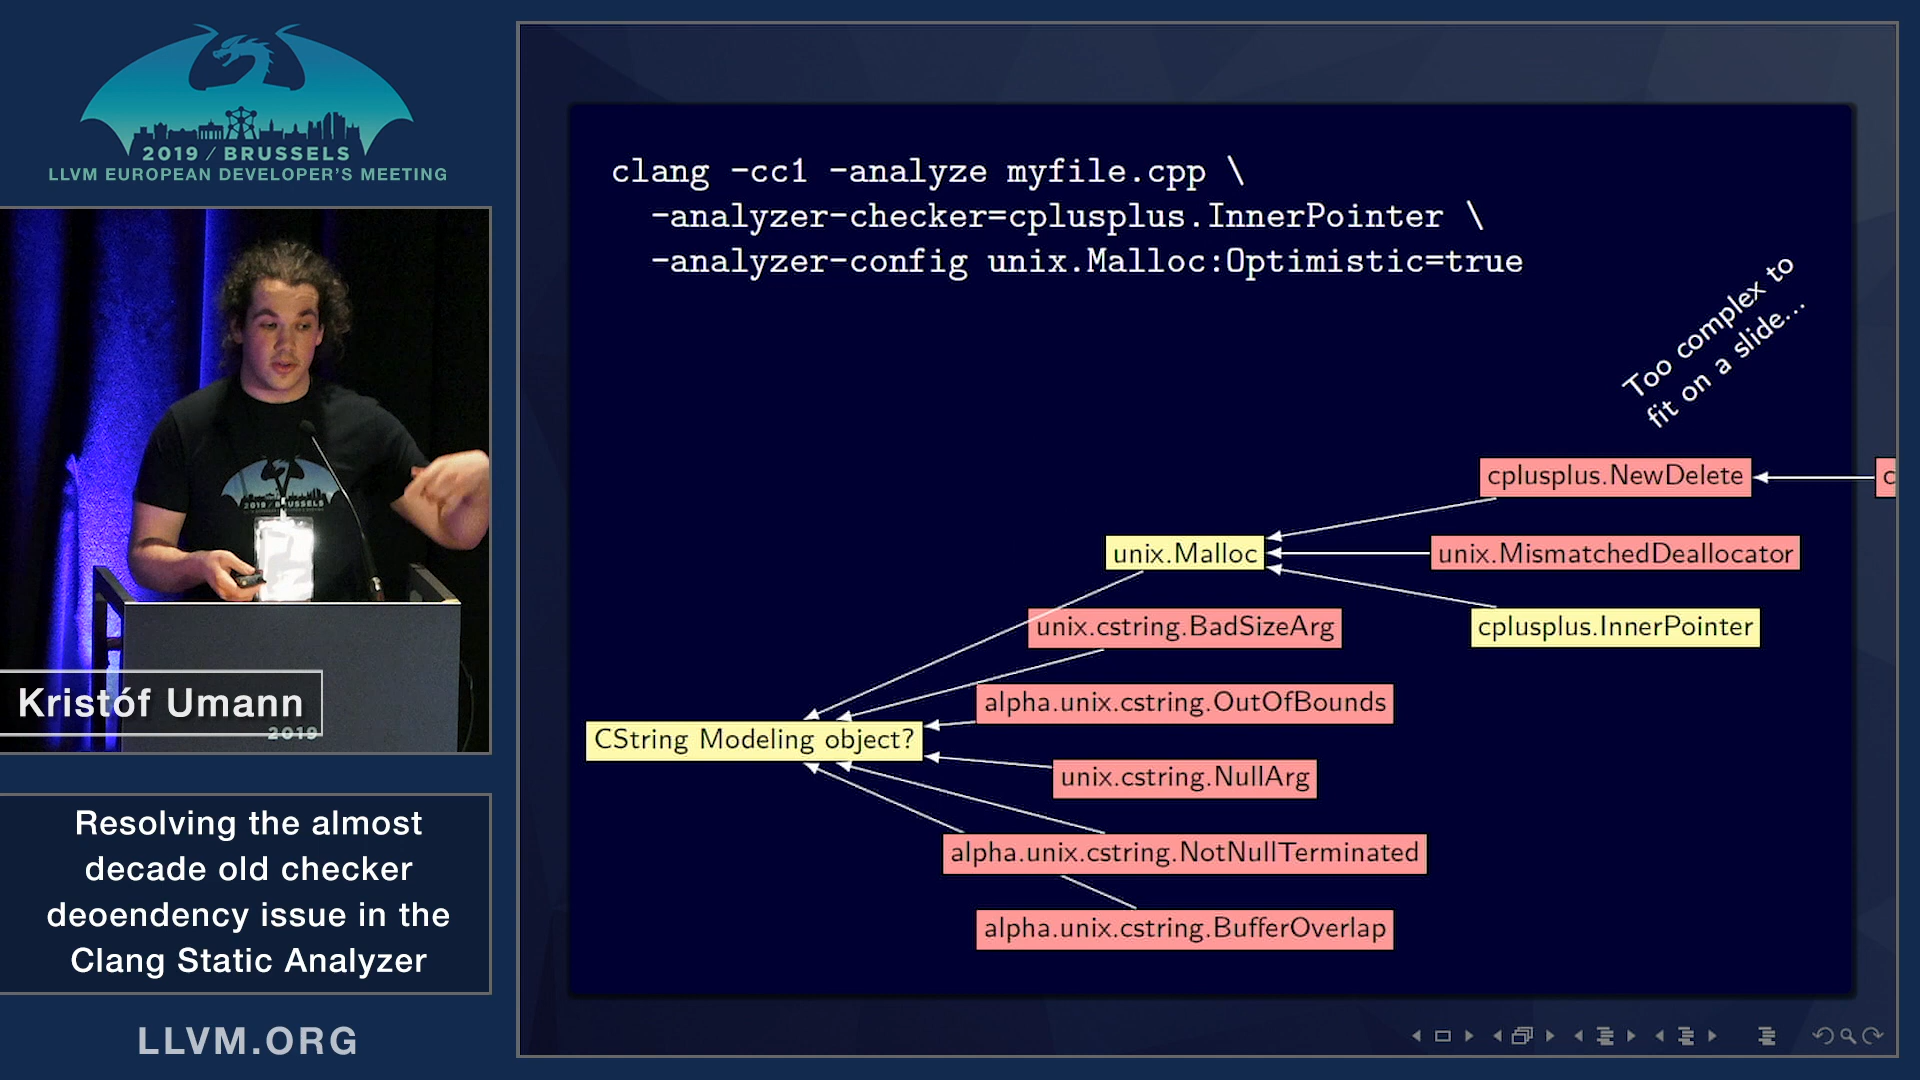 2019 / BRUSSELS
LLVM EUROPEAN DEVELOPER'S MEETING
2019 / BRUSSELS
Kristóf Umann
2019
Resolving the almost
decade old checker
deoendency issue in the
Clang Static Analyzer
LLVM.ORG
clang -cc1 -analyze myfile.cpp \
-analyzer-checker=cplusplus.InnerPointer \
-analyzer-config unix.Malloc:Optimistic=true
Too complex to
fit on a slide...
cplusplus.NewDelete
c
unix.Malloc
unix.MismatchedDeallocator
unix.cstring.BadSizeArg
cplusplus.InnerPointer
alpha.unix.cstring.OutOfBounds
CString Modeling object?
unix.cstring.NullArg
alpha.unix.cstring.NotNullTerminated
alpha.unix.cstring.BufferOverlap